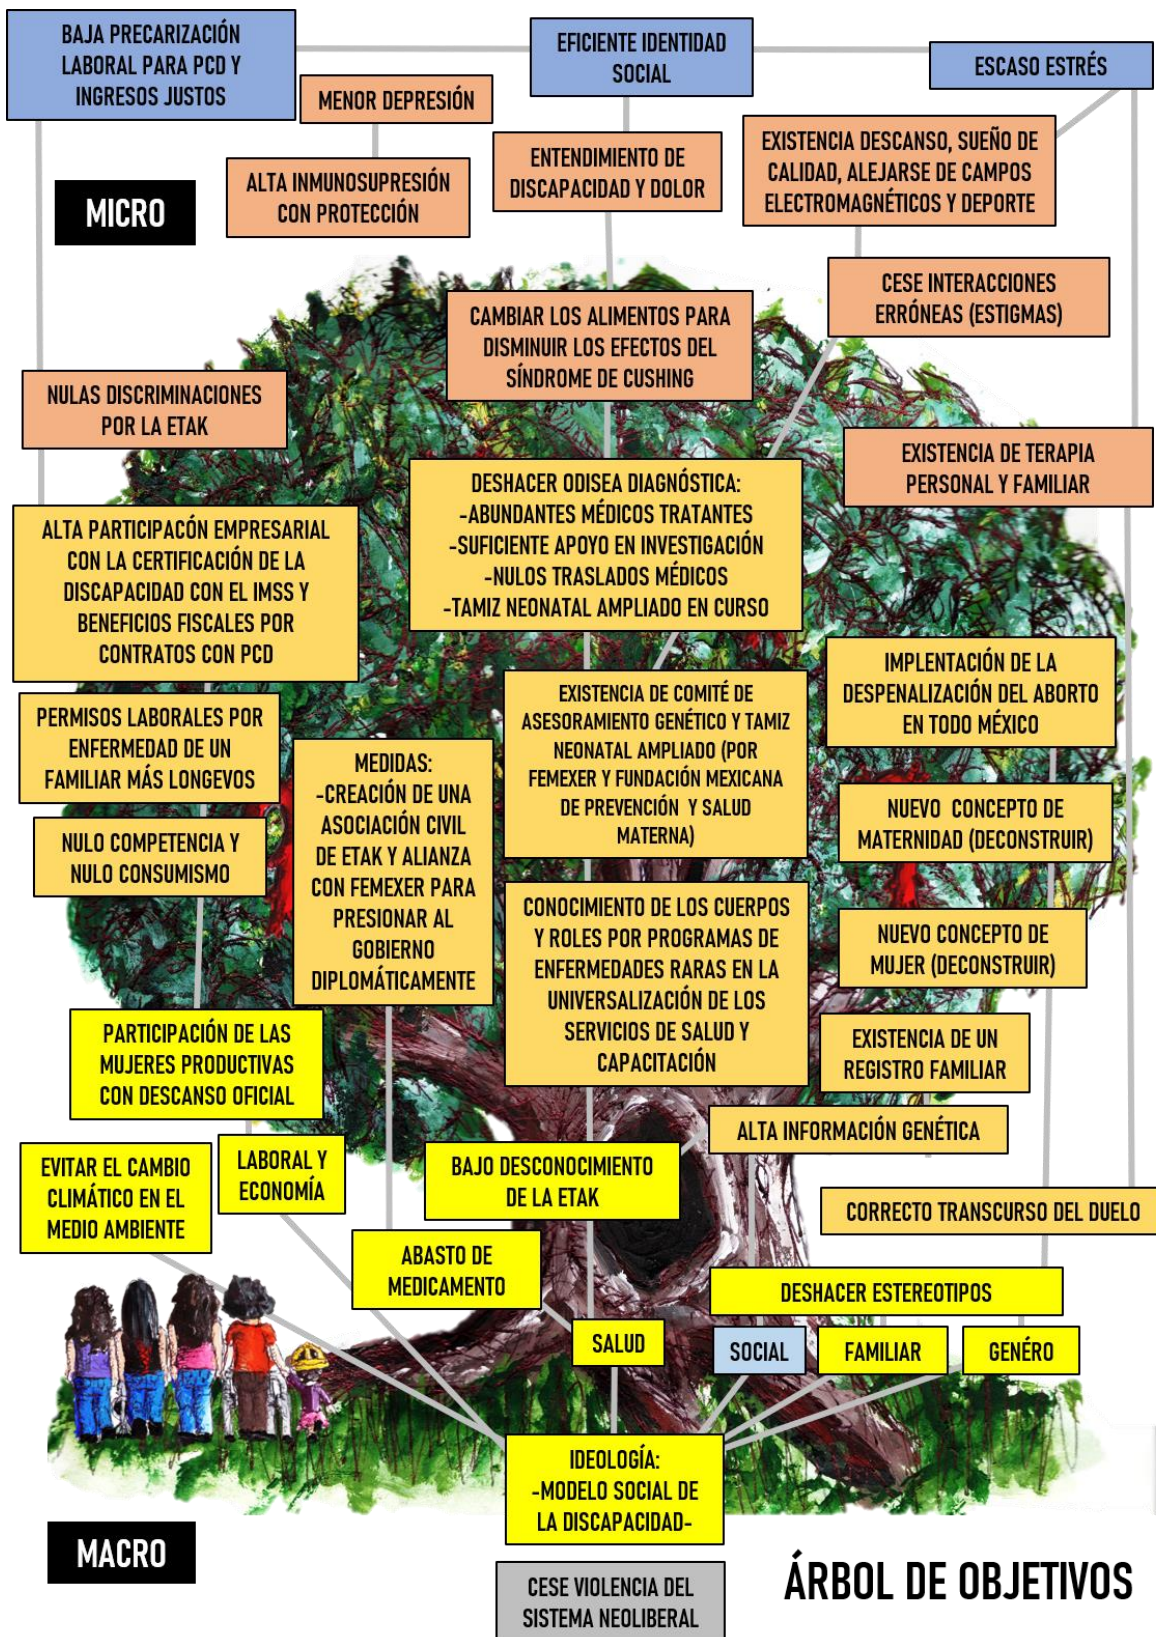 BAJA PRECARIZACIÓN
LABORAL PARA PCD Y
INGRESOS JUSTOS
EFICIENTE IDENTIDAD
SOCIAL
ESCASO ESTRÉS
MENOR DEPRESIÓN
EXISTENCIA DESCANSO, SUEÑO DE
CALIDAD, ALEJARSE DE CAMPOS
ELECTROMAGNÉTICOS Y DEPORTE
ENTENDIMIENTO DE
DISCAPACIDAD Y DOLOR
ALTA INMUNOSUPRESIÓN
CON PROTECCIÓN
MICRO
CESE INTERACCIONES
ERRÓNEAS (ESTIGMAS)
CAMBIAR LOS ALIMENTOS PARA
DISMINUIR LOS EFECTOS DEL
SÍNDROME DE CUSHING
NULAS DISCRIMINACIONES
POR LA ETAK
EXISTENCIA DE TERAPIA
PERSONAL Y FAMILIAR
DESHACER ODISEA DIAGNÓSTICA:
-ABUNDANTES MÉDICOS TRATANTES
-SUFICIENTE APOYO EN INVESTIGACIÓN
-NULOS TRASLADOS MÉDICOS
-TAMIZ NEONATAL AMPLIADO EN CURSO
ALTA PARTICIPACÓN EMPRESARIAL
CON LA CERTIFICACIÓN DE LA
DISCAPACIDAD CON EL IMSS Y
BENEFICIOS FISCALES POR
CONTRATOS CON PCD
IMPLENTACIÓN DE LA
DESPENALIZACIÓN DEL ABORTO
EN TODO MÉXICO
EXISTENCIA DE COMITÉ DE
ASESORAMIENTO GENÉTICO Y TAMIZ
NEONATAL AMPLIADO (POR
FEMEXER Y FUNDACIÓN MEXICANA
DE PREVENCIÓN Y SALUD
MATERNA)
PERMISOS LABORALES POR
ENFERMEDAD DE UN
FAMILIAR MÁS LONGEVOS
MEDIDAS:
-CREACIÓN DE UNA
ASOCIACIÓN CIVIL
DE ETAK Y ALIANZA
CON FEMEXER PARA
PRESIONAR AL
GOBIERNO
DIPLOMÁTICAMENTE
NUEVO CONCEPTO DE
MATERNIDAD (DECONSTRUIR)
NULO COMPETENCIA Y
NULO CONSUMISMO
CONOCIMIENTO DE LOS CUERPOS
Y ROLES POR PROGRAMAS DE
ENFERMEDADES RARAS EN LA
UNIVERSALIZACIÓN DE LOS
SERVICIOS DE SALUD Y
CAPACITACIÓN
NUEVO CONCEPTO DE
MUJER (DECONSTRUIR)
PARTICIPACIÓN DE LAS
MUJERES PRODUCTIVAS
CON DESCANSO OFICIAL
EXISTENCIA DE UN
REGISTRO FAMILIAR
ALTA INFORMACIÓN GENÉTICA
EVITAR EL CAMBIO
CLIMÁTICO EN EL
MEDIO AMBIENTE
LABORAL Y
ECONOMÍA
BAJO DESCONOCIMIENTO
DE LA ETAK
CORRECTO TRANSCURSO DEL DUELO
ABASTO DE
MEDICAMENTO
DESHACER ESTEREOTIPOS
SALUD
SOCIAL
FAMILIAR
GENÉRO
IDEOLOGÍA:
-MODELO SOCIAL DE
LA DISCAPACIDAD-
MACRO
CESE VIOLENCIA DEL
SISTEMA NEOLIBERAL
ÁRBOL DE OBJETIVOS